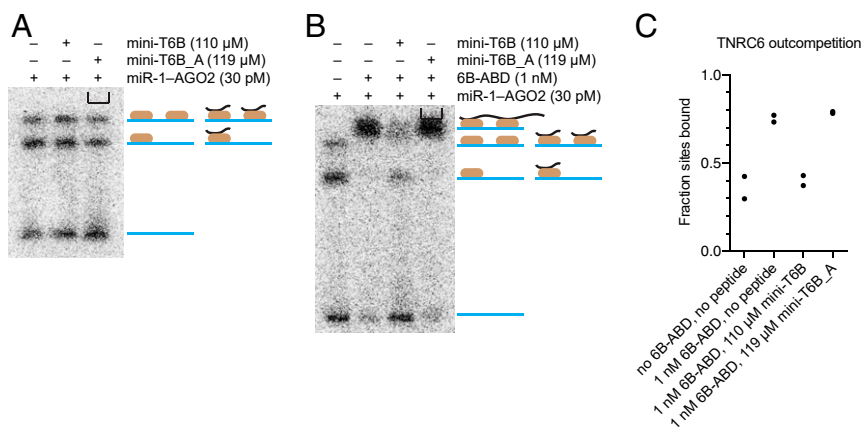 A
– + – mini-T6B (110 µM)
– – + mini-T6B_A (119 µM)
+ + + miR-1–AGO2 (30 pM)
B
– – + – mini-T6B (110 µM)
– – – + mini-T6B_A (119 µM)
– + + + 6B-ABD (1 nM)
+ + + + miR-1–AGO2 (30 pM)
C
TNRC6 outcompetition
Fraction sites bound
1.0
0.5
0.0
no 6B-ABD, no peptide
1 nM 6B-ABD, no peptide
1 nM 6B-ABD, 110 µM mini-T6B
1 nM 6B-ABD, 119 µM mini-T6B_A